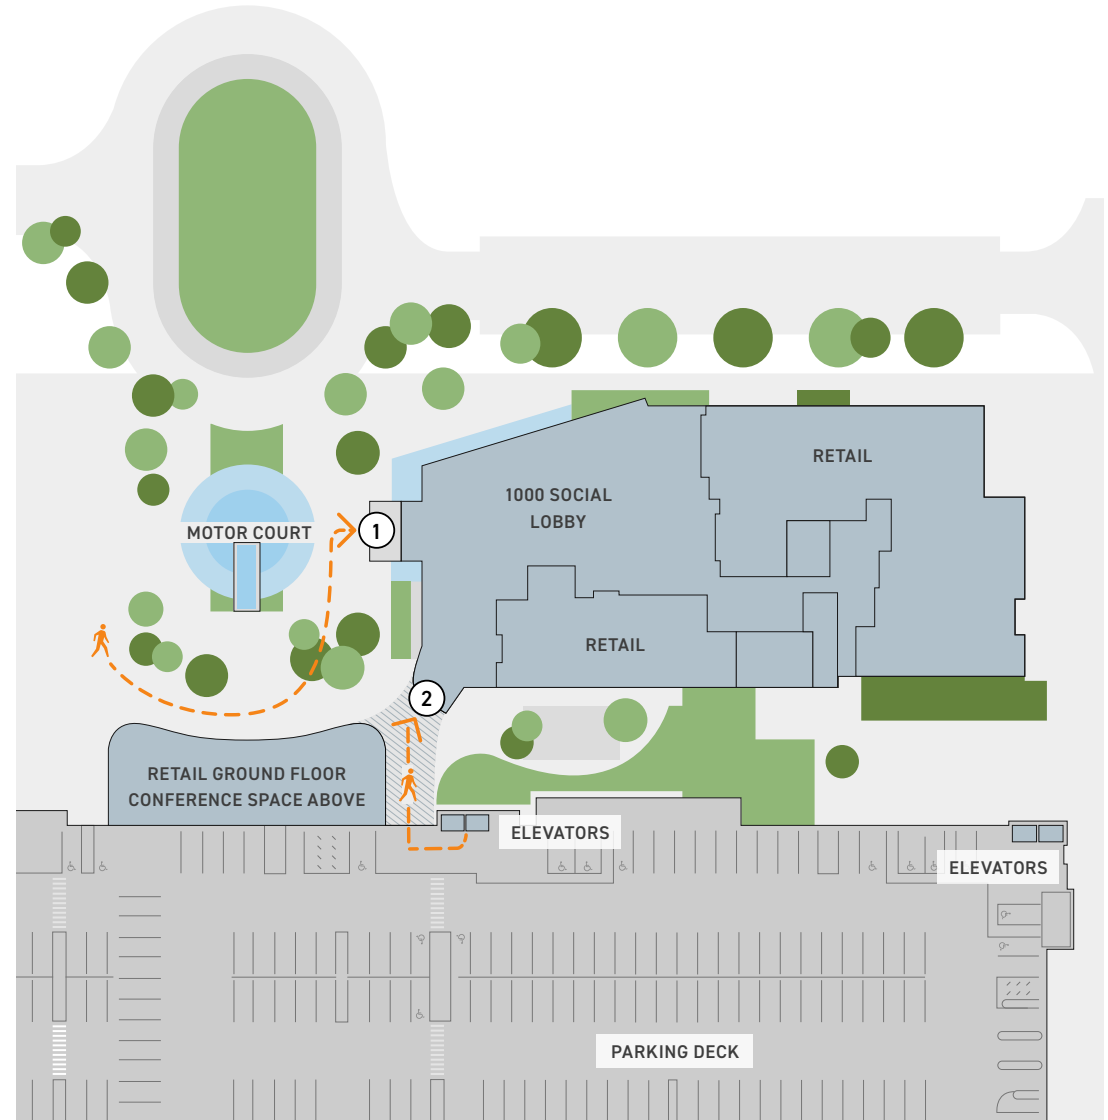 RETAIL
1000 SOCIAL
LOBBY
MOTOR COURT
1
RETAIL
2
RETAIL GROUND FLOOR
CONFERENCE SPACE ABOVE
ELEVATORS
ELEVATORS
PARKING DECK